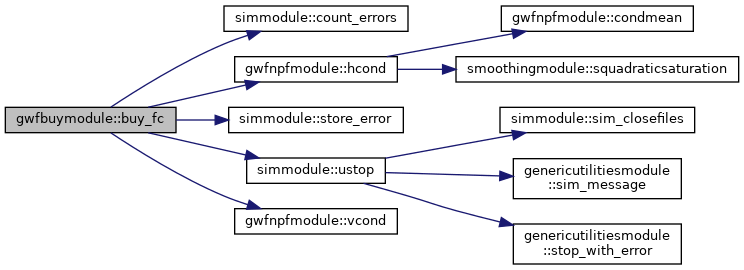 simmodule::count_errors
gwfnpfmodule::condmean
gwfnpfmodule::hcond
smoothingmodule::squadraticsaturation
gwfbuymodule::buy_fc
simmodule::store_error
simmodule::sim_closefiles
simmodule::ustop
genericutilitiesmodule
::sim_message
gwfnpfmodule::vcond
genericutilitiesmodule
::stop_with_error